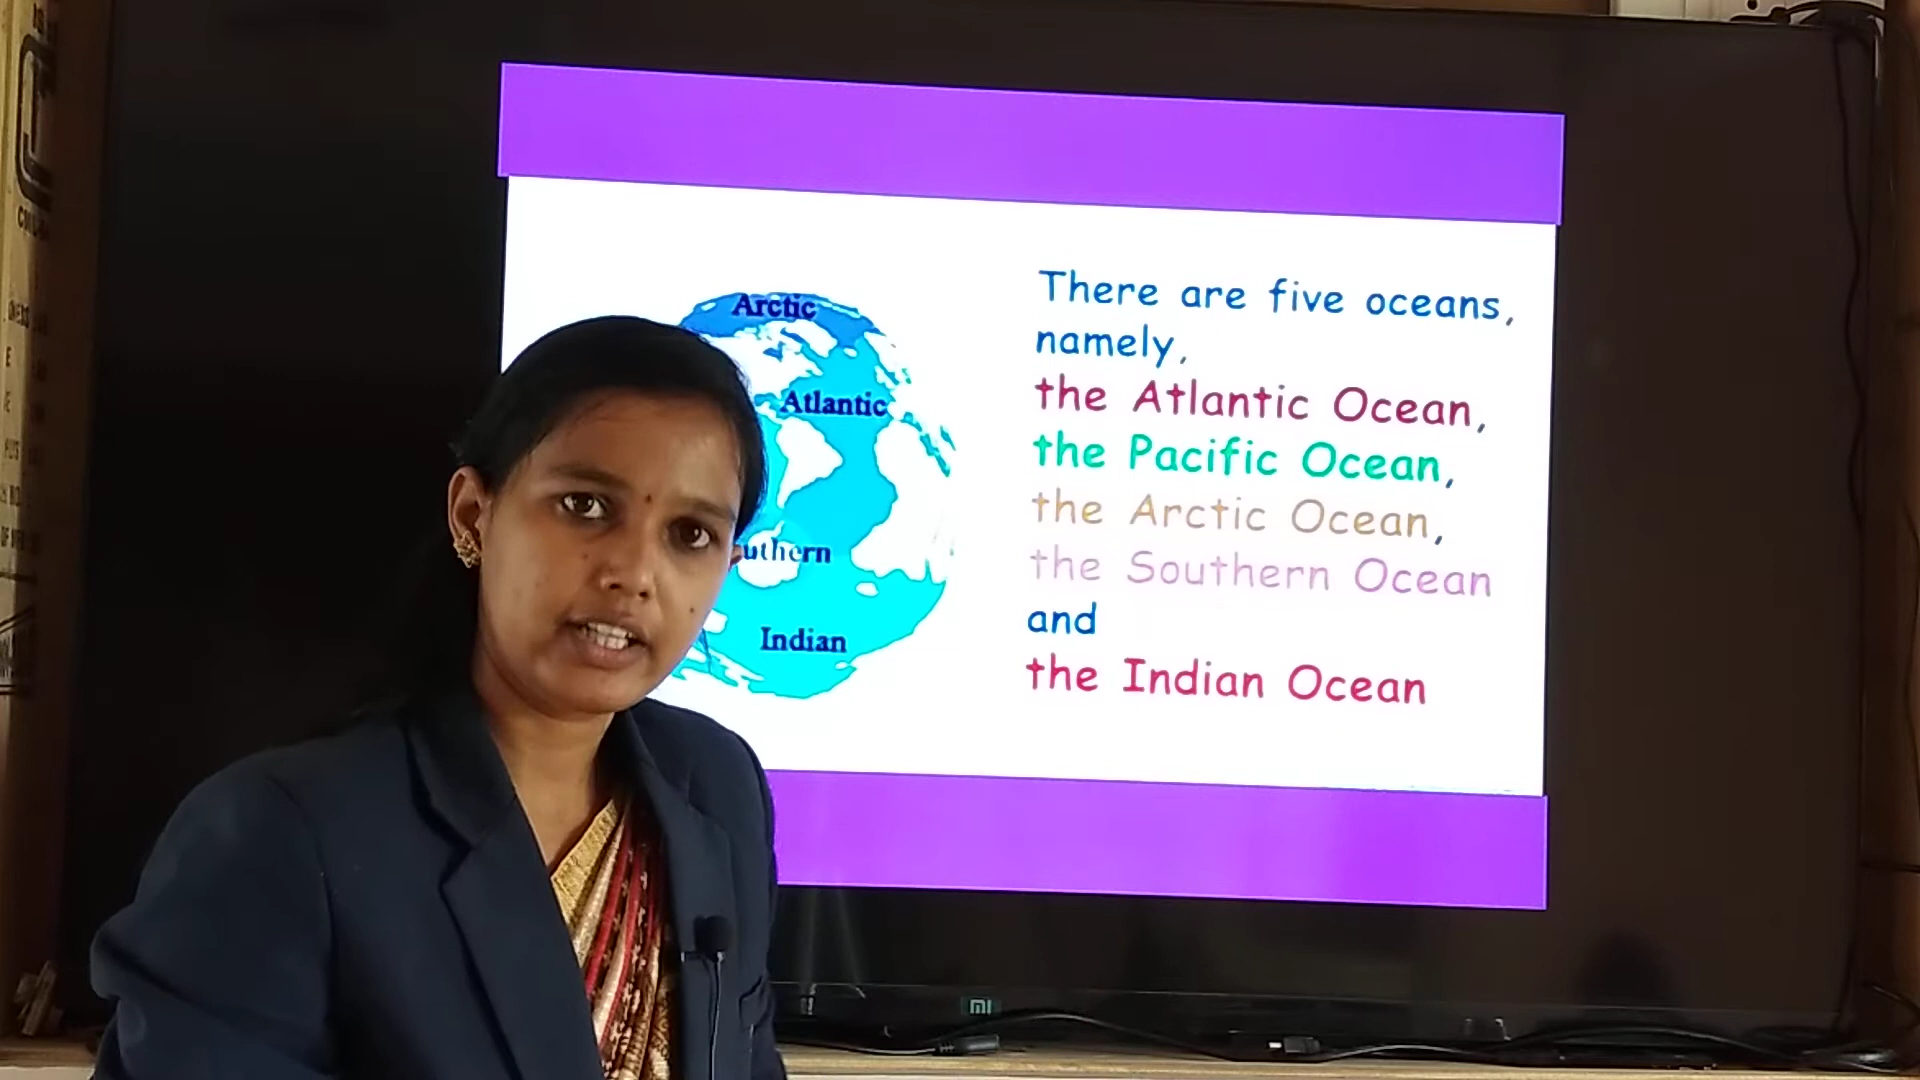 There are five oceans,
namely,
the Atlantic Ocean,
the Pacific Ocean,
the Arctic Ocean,
the Southern Ocean
and
the Indian Ocean
Arctic
Atlantic
uthern
Indian
mi